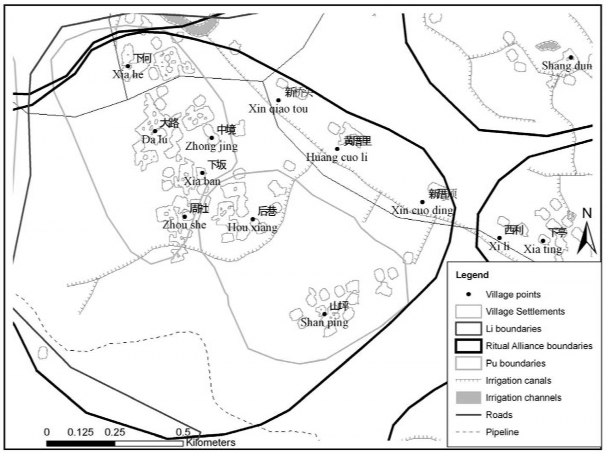 下何
Xia he
Shang dun
新桥头
Xin qiao tou
大路
Da lu
中境
Zhong jing
黄厝里
Huang cuo li
下坂
Xia ban
新厝顶
Xin cuo ding
周社
Zhou she
后巷
Hou xiang
西利
Xi li
下亭
Xia ting
N
山坪
Shan ping
Legend
Village points
Village Settlements
Li boundaries
Ritual Alliance boundaries
Pu boundaries
Irrigation canals
Irrigation channels
Roads
Pipeline
0 0.125 0.25 0.5
Kilometers